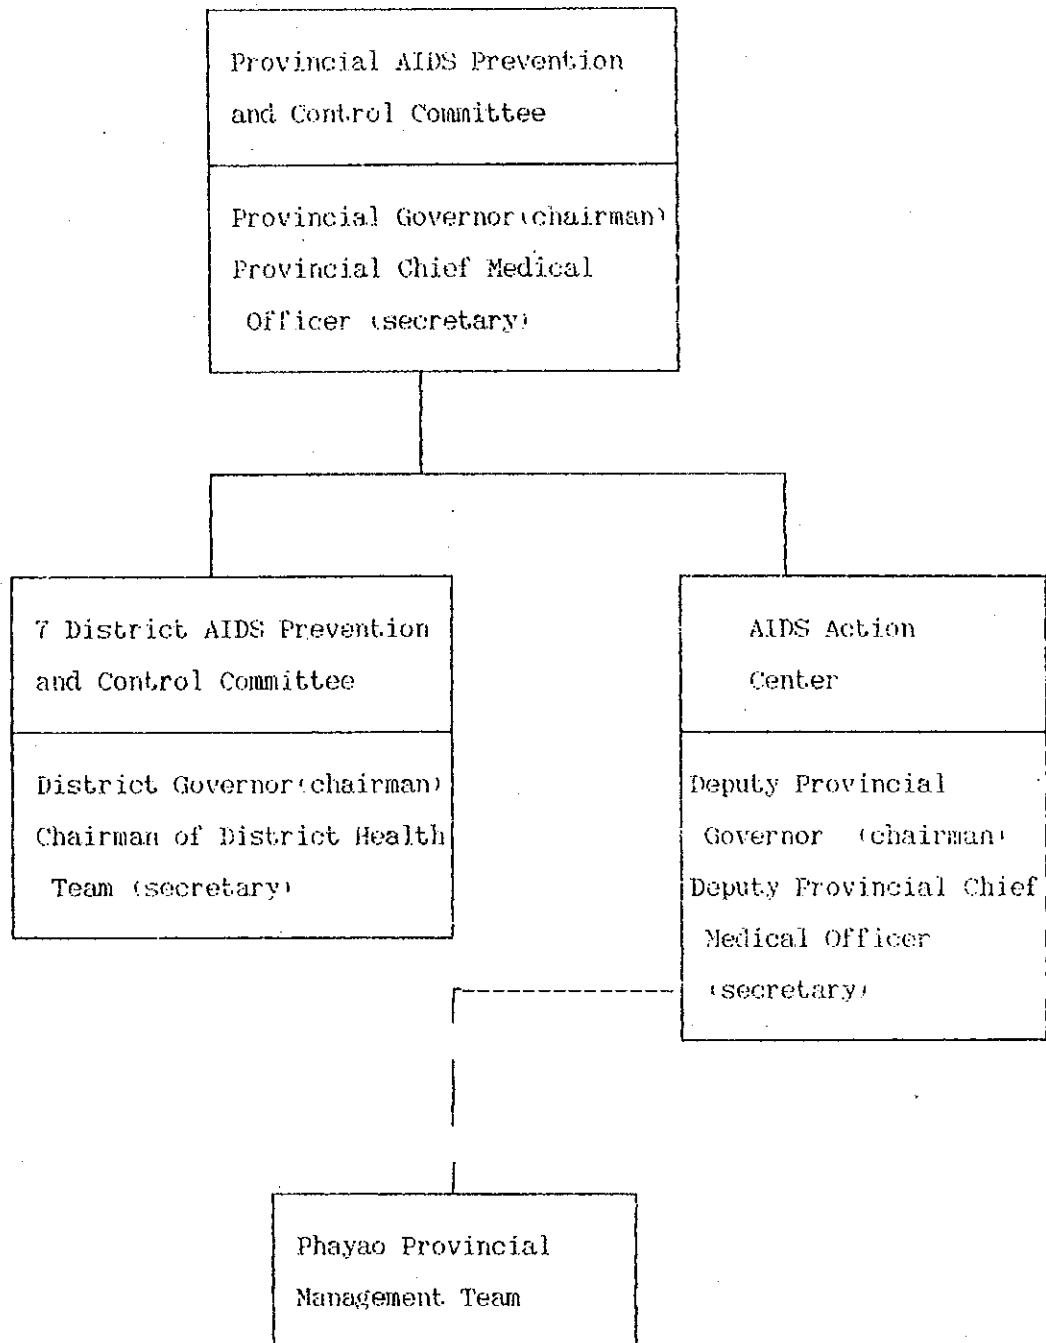 Provincial AIDS Prevention
and Control Committee
Provincial Governor(chairman)
Provincial Chief Medical
Officer (secretary)
7 District AIDS Prevention
and Control Committee
District Governor(chairman)
Chairman of District Health
Team (secretary)
AIDS Action
Center
Deputy Provincial
Governor (chairman)
Deputy Provincial Chief
Medical Officer
(secretary)
Phayao Provincial
Management Team